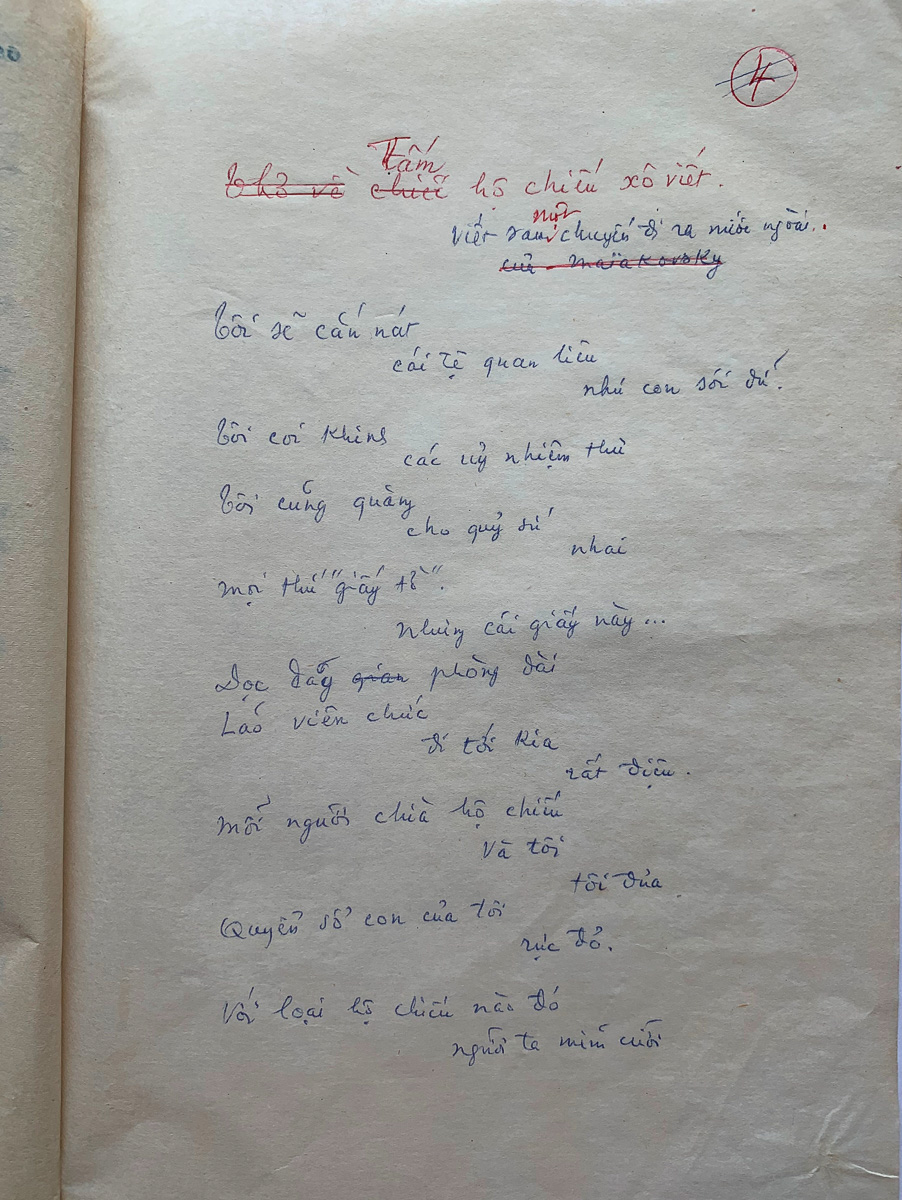 4
Tấm
Thơ về chiếc hộ chiếu xô viết.
một
Viết sau chuyến đi ra nước ngoài..
của Maïakovsky
Tôi sẽ cắn nát
cái tệ quan liêu
như con sói dữ.
Tôi coi khinh
các uỷ nhiệm thư
Tôi cũng quẳng
cho quỷ dữ
nhai
mọi thứ "giấy tờ".
Nhưng cái giấy này...
Dọc dẫy gian phòng dài
Lão viên chức
đi tới kia
rất điệu.
Mỗi người chìa hộ chiếu
Và tôi
tôi đưa
Quyển sổ con của tôi
rực đỏ.
Với loại hộ chiếu nào đó
người ta mỉm cười